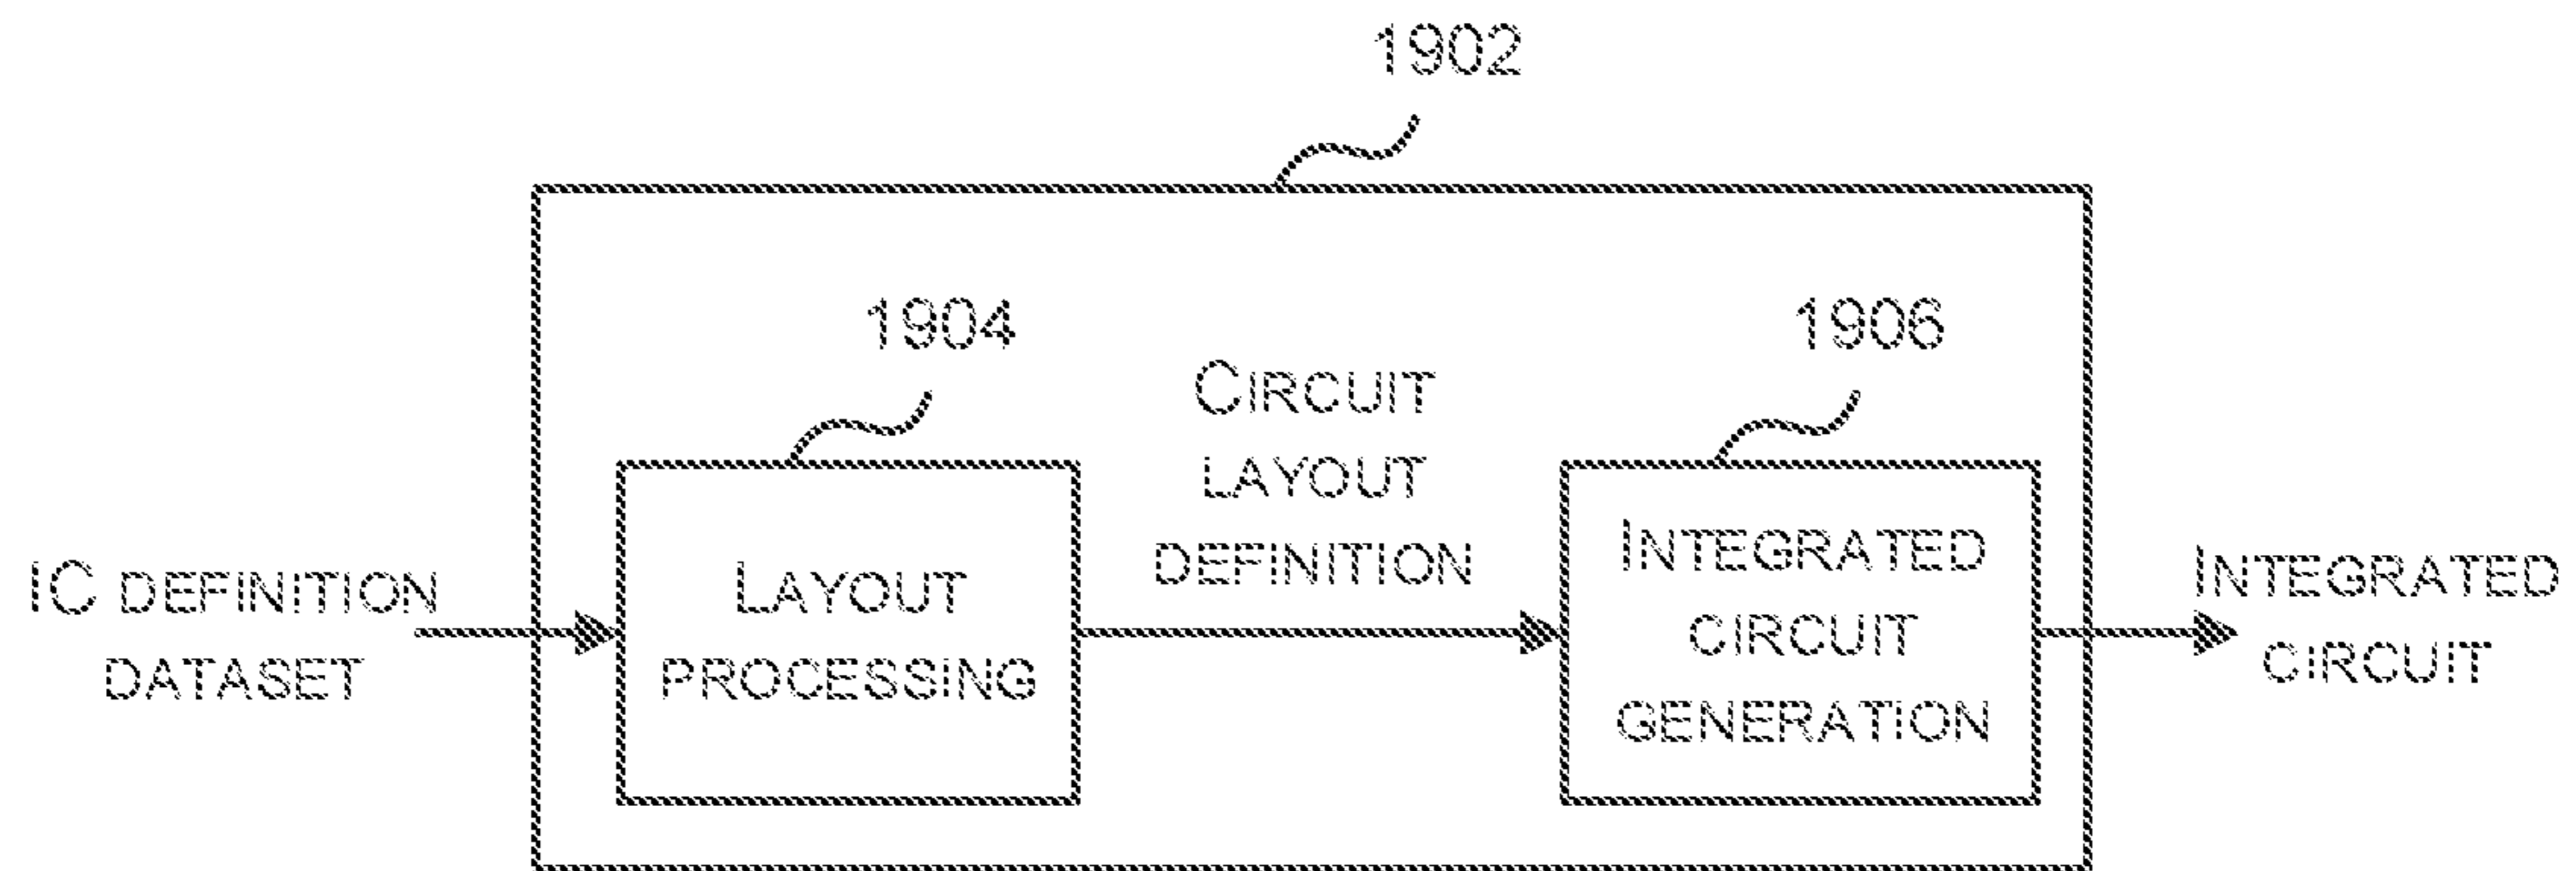 1902
1904
1906
CIRCUIT
LAYOUT
DEFINITION
IC DEFINITION
DATASET
LAYOUT
PROCESSING
INTEGRATED
CIRCUIT
GENERATION
INTEGRATED
CIRCUIT